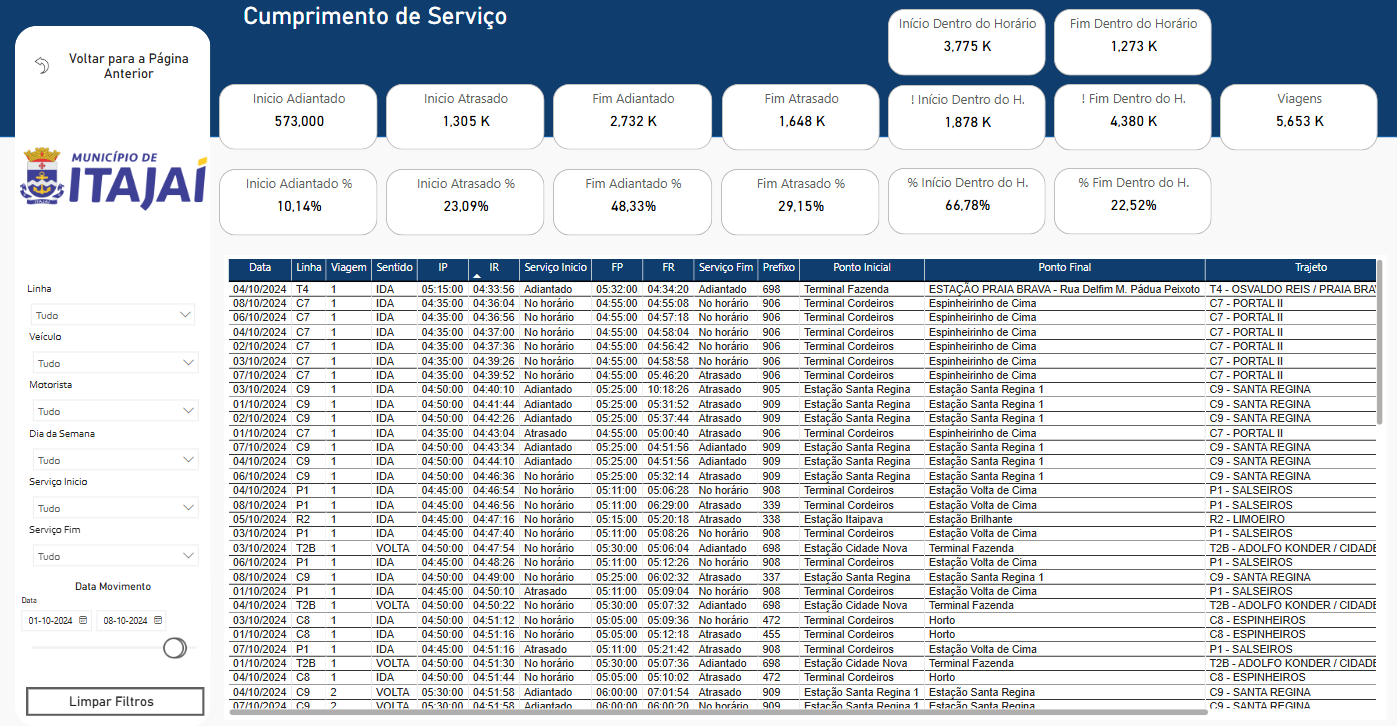 Cumprimento de Serviço
Voltar para a Página
Anterior
Início Dentro do Horário
3,775 K
Fim Dentro do Horário
1,273 K
Inicio Adiantado
573,000
Inicio Atrasado
1,305 K
Fim Adiantado
2,732 K
Fim Atrasado
1,648 K
! Início Dentro do H.
1,878 K
! Fim Dentro do H.
4,380 K
Viagens
5,653 K
MUNICÍPIO DE
ITAJAÍ
Inicio Adiantado %
10,14%
Inicio Atrasado %
23,09%
Fim Adiantado %
48,33%
Fim Atrasado %
29,15%
% Início Dentro do H.
66,78%
% Fim Dentro do H.
22,52%
Linha
Tudo
Veículo
Tudo
Motorista
Tudo
Dia da Semana
Tudo
Serviço Inicio
Tudo
Serviço Fim
Tudo
Data Movimento
Data
01-10-2024 08-10-2024
Limpar Filtros
Data Linha Viagem Sentido IP IR Serviço Inicio FP FR Serviço Fim Prefixo Ponto Inicial Ponto Final Trajeto
04/10/2024 T4 1 IDA 05:15:00 04:33:56 Adiantado 05:32:00 04:34:20 Adiantado 698 Terminal Fazenda ESTAÇÃO PRAIA BRAVA - Rua Delfim M. Pádua Peixoto T4 - OSVALDO REIS / PRAIA BRAV
08/10/2024 C7 1 IDA 04:35:00 04:36:04 No horário 04:55:00 04:55:08 No horário 906 Terminal Cordeiros Espinheirinho de Cima C7 - PORTAL II
06/10/2024 C7 1 IDA 04:35:00 04:36:56 No horário 04:55:00 04:57:18 No horário 906 Terminal Cordeiros Espinheirinho de Cima C7 - PORTAL II
04/10/2024 C7 1 IDA 04:35:00 04:37:00 No horário 04:55:00 04:58:04 No horário 906 Terminal Cordeiros Espinheirinho de Cima C7 - PORTAL II
02/10/2024 C7 1 IDA 04:35:00 04:37:36 No horário 04:55:00 04:56:42 No horário 906 Terminal Cordeiros Espinheirinho de Cima C7 - PORTAL II
03/10/2024 C7 1 IDA 04:35:00 04:39:26 No horário 04:55:00 04:58:58 No horário 906 Terminal Cordeiros Espinheirinho de Cima C7 - PORTAL II
07/10/2024 C7 1 IDA 04:35:00 04:39:52 No horário 04:55:00 05:46:20 Atrasado 906 Terminal Cordeiros Espinheirinho de Cima C7 - PORTAL II
03/10/2024 C9 1 IDA 04:50:00 04:40:10 Adiantado 05:25:00 10:18:26 Atrasado 905 Estação Santa Regina Estação Santa Regina 1 C9 - SANTA REGINA
01/10/2024 C9 1 IDA 04:50:00 04:41:44 Adiantado 05:25:00 05:31:52 Atrasado 909 Estação Santa Regina Estação Santa Regina 1 C9 - SANTA REGINA
02/10/2024 C9 1 IDA 04:50:00 04:42:26 Adiantado 05:25:00 05:37:44 Atrasado 909 Estação Santa Regina Estação Santa Regina 1 C9 - SANTA REGINA
01/10/2024 C7 1 IDA 04:35:00 04:43:04 Atrasado 04:55:00 05:00:40 Atrasado 906 Terminal Cordeiros Espinheirinho de Cima C7 - PORTAL II
07/10/2024 C9 1 IDA 04:50:00 04:43:34 Adiantado 05:25:00 04:51:56 Adiantado 909 Estação Santa Regina Estação Santa Regina 1 C9 - SANTA REGINA
04/10/2024 C9 1 IDA 04:50:00 04:44:10 Adiantado 05:25:00 04:51:56 Adiantado 909 Estação Santa Regina Estação Santa Regina 1 C9 - SANTA REGINA
06/10/2024 C9 1 IDA 04:50:00 04:46:36 No horário 05:25:00 05:32:14 Atrasado 909 Estação Santa Regina Estação Santa Regina 1 C9 - SANTA REGINA
04/10/2024 P1 1 IDA 04:45:00 04:46:54 No horário 05:11:00 05:06:28 No horário 908 Terminal Cordeiros Estação Volta de Cima P1 - SALSEIROS
08/10/2024 P1 1 IDA 04:45:00 04:46:56 No horário 05:11:00 06:29:00 Atrasado 339 Terminal Cordeiros Estação Volta de Cima P1 - SALSEIROS
05/10/2024 R2 1 IDA 04:45:00 04:47:16 No horário 05:15:00 05:20:18 Atrasado 338 Estação Itaipava Estação Brilhante R2 - LIMOEIRO
03/10/2024 P1 1 IDA 04:45:00 04:47:40 No horário 05:11:00 05:08:26 No horário 908 Terminal Cordeiros Estação Volta de Cima P1 - SALSEIROS
03/10/2024 T2B 1 VOLTA 04:50:00 04:47:54 No horário 05:30:00 05:06:04 Adiantado 698 Estação Cidade Nova Terminal Fazenda T2B - ADOLFO KONDER / CIDADE
06/10/2024 P1 1 IDA 04:45:00 04:48:26 No horário 05:11:00 05:12:26 No horário 908 Terminal Cordeiros Estação Volta de Cima P1 - SALSEIROS
08/10/2024 C9 1 IDA 04:50:00 04:49:00 No horário 05:25:00 06:02:32 Atrasado 337 Estação Santa Regina Estação Santa Regina 1 C9 - SANTA REGINA
01/10/2024 P1 1 IDA 04:45:00 04:50:10 Atrasado 05:11:00 05:09:04 No horário 908 Terminal Cordeiros Estação Volta de Cima P1 - SALSEIROS
04/10/2024 T2B 1 VOLTA 04:50:00 04:50:22 No horário 05:30:00 05:07:32 Adiantado 698 Estação Cidade Nova Terminal Fazenda T2B - ADOLFO KONDER / CIDADE
03/10/2024 C8 1 IDA 04:50:00 04:51:12 No horário 05:05:00 05:09:36 No horário 472 Terminal Cordeiros Horto C8 - ESPINHEIROS
01/10/2024 C8 1 IDA 04:50:00 04:51:16 No horário 05:05:00 05:12:18 Atrasado 455 Terminal Cordeiros Horto C8 - ESPINHEIROS
07/10/2024 P1 1 IDA 04:45:00 04:51:16 Atrasado 05:11:00 05:21:42 Atrasado 908 Terminal Cordeiros Estação Volta de Cima P1 - SALSEIROS
01/10/2024 T2B 1 VOLTA 04:50:00 04:51:30 No horário 05:30:00 05:07:36 Adiantado 698 Estação Cidade Nova Terminal Fazenda T2B - ADOLFO KONDER / CIDADE
04/10/2024 C8 1 IDA 04:50:00 04:51:44 No horário 05:05:00 05:10:02 Atrasado 472 Terminal Cordeiros Horto C8 - ESPINHEIROS
04/10/2024 C9 2 VOLTA 05:30:00 04:51:58 Adiantado 06:00:00 07:01:54 Atrasado 909 Estação Santa Regina 1 Estação Santa Regina C9 - SANTA REGINA
07/10/2024 C9 2 VOLTA 05:30:00 04:51:58 Adiantado 06:00:00 06:00:20 No horário 909 Estação Santa Regina 1 Estação Santa Regina C9 - SANTA REGINA